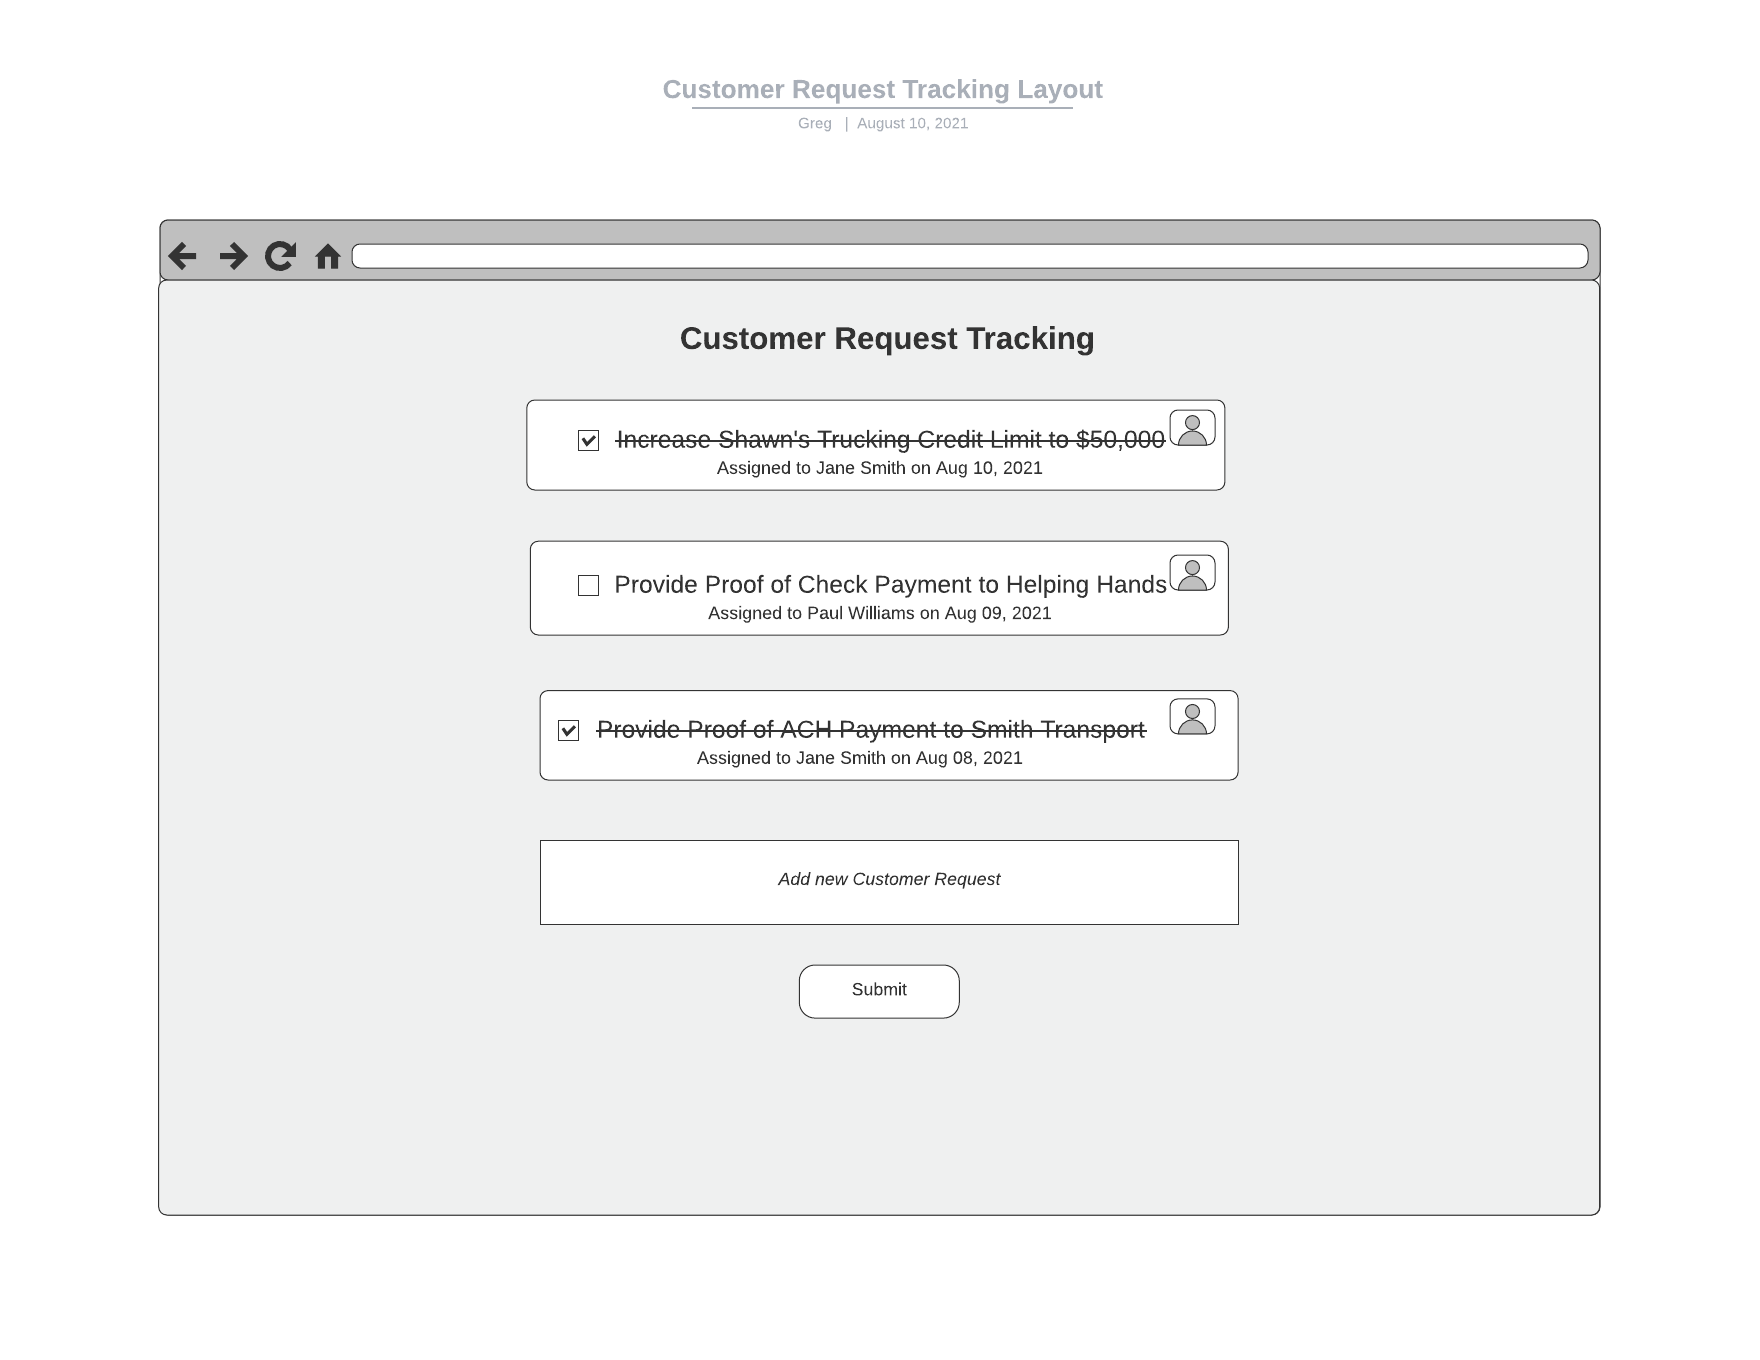 Customer Request Tracking Layout
Greg | August 10, 2021
Customer Request Tracking
Increase Shawn's Trucking Credit Limit to $50,000
Assigned to Jane Smith on Aug 10, 2021
Provide Proof of Check Payment to Helping Hands
Assigned to Paul Williams on Aug 09, 2021
Provide Proof of ACH Payment to Smith Transport
Assigned to Jane Smith on Aug 08, 2021
Add new Customer Request
Submit